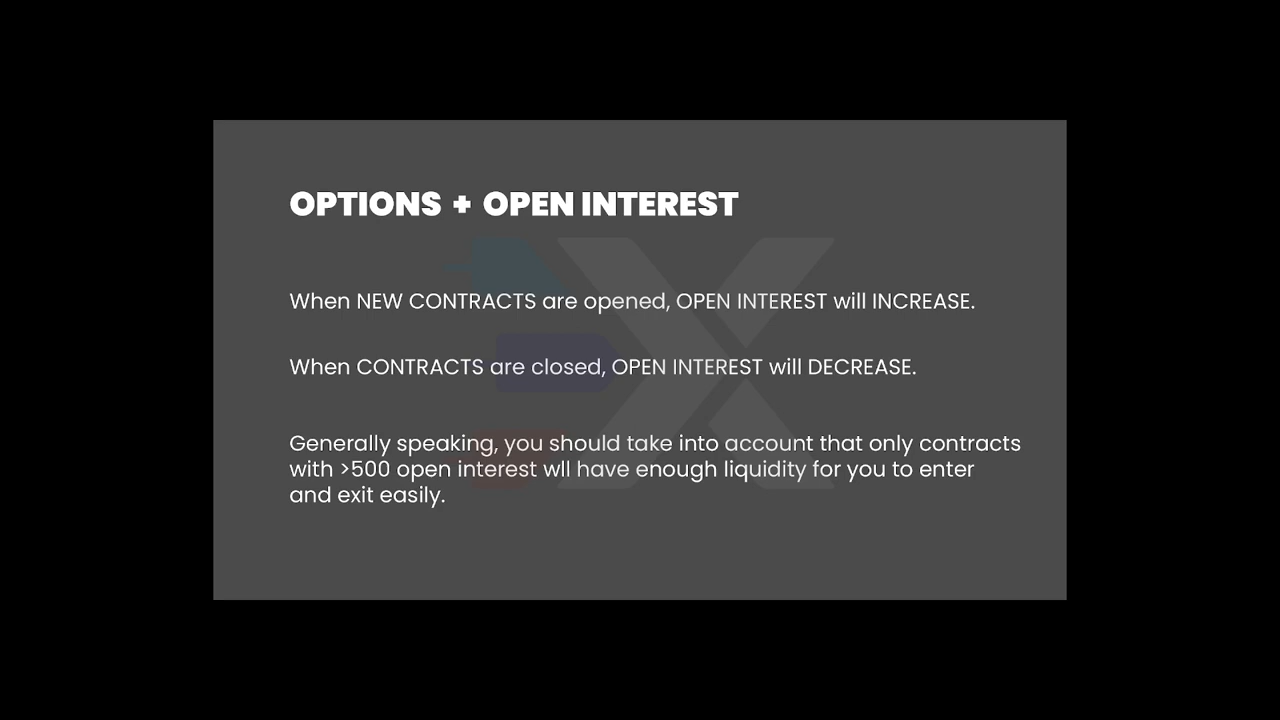 OPTIONS + OPEN INTEREST
When NEW CONTRACTS are opened, OPEN INTEREST will INCREASE.
When CONTRACTS are closed, OPEN INTEREST will DECREASE.
Generally speaking, you should take into account that only contracts
with >500 open interest wll have enough liquidity for you to enter
and exit easily.